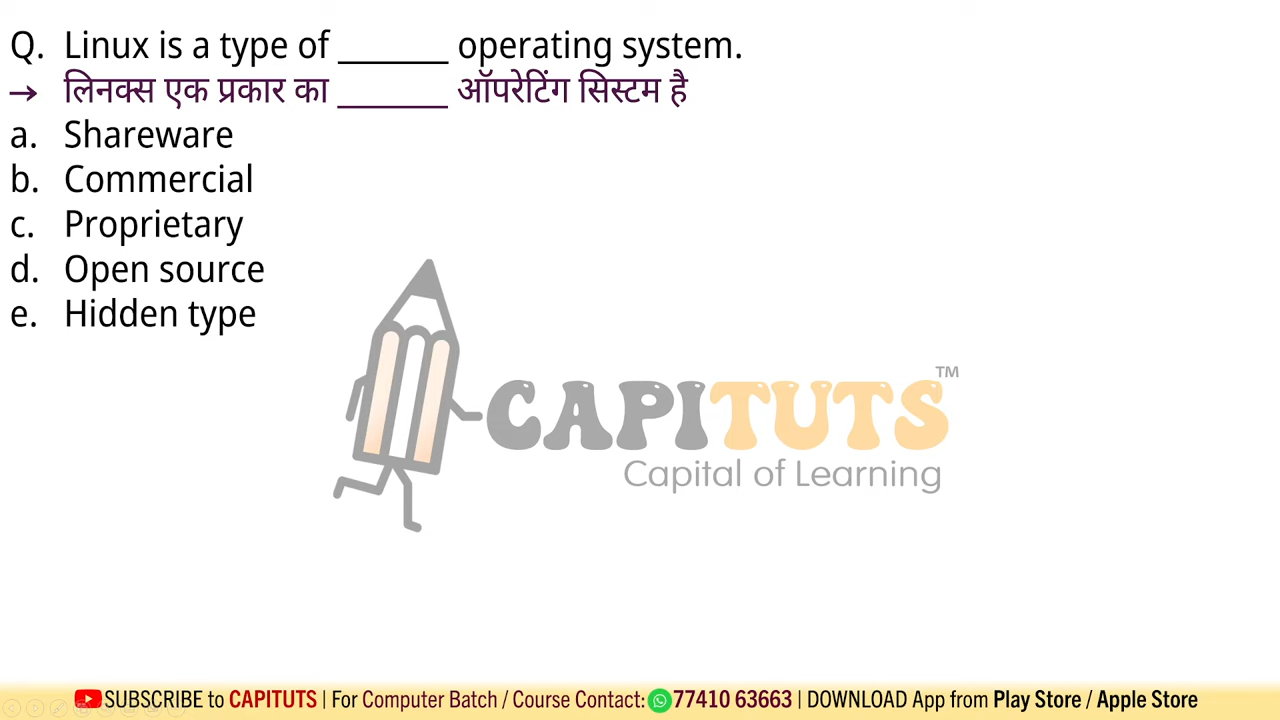 Q. Linux is a type of _______ operating system.
→ लिनक्स एक प्रकार का _______ ऑपरेटिंग सिस्टम है
a. Shareware
b. Commercial
c. Proprietary
d. Open source
e. Hidden type
CAPITUTS™
Capital of Learning
SUBSCRIBE to CAPITUTS | For Computer Batch / Course Contact: 77410 63663 | DOWNLOAD App from Play Store / Apple Store